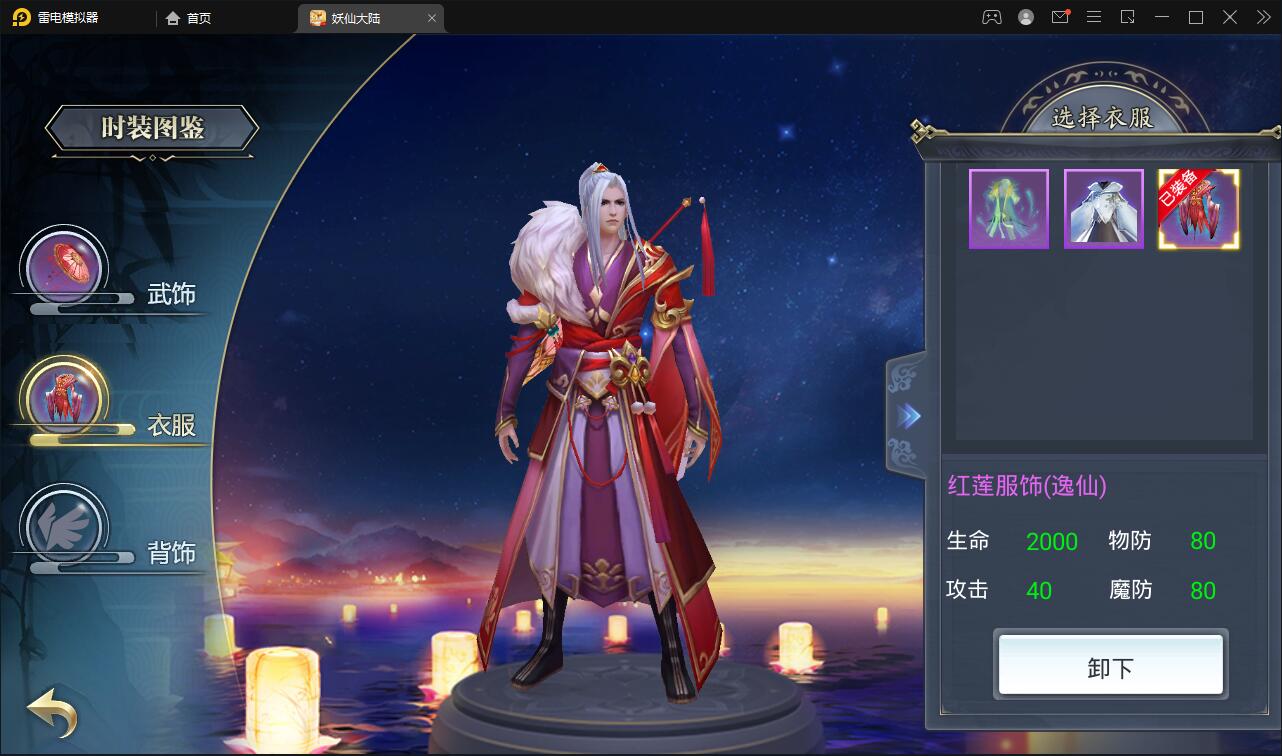 雷电模拟器
首页
妖仙大陆
时装图鉴
武饰
衣服
背饰
选择衣服
已装备
红莲服饰(逸仙)
生命 2000 物防 80
攻击 40 魔防 80
卸下